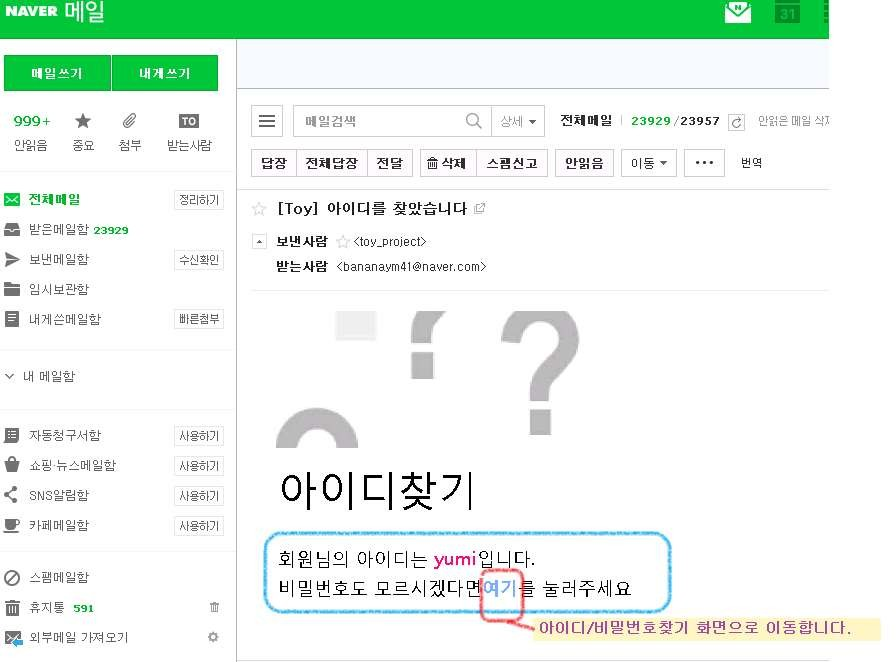 NAVER 메일
31
메일쓰기 내게쓰기
999+ TO
안읽음 중요 첨부 받는사람
메일검색 상세 전체메일 23929/23957 안읽은 메일 삭제
답장 전체답장 전달 삭제 스팸신고 안읽음 이동 ··· 번역
전체메일 정리하기
받은메일함 23929
보낸메일함 수신확인
임시보관함
내게쓴메일함 빠른첨부
내 메일함
자동청구서함 사용하기
쇼핑·뉴스메일함 사용하기
SNS알림함 사용하기
카페메일함 사용하기
스팸메일함
휴지통 591
외부메일 가져오기
[Toy] 아이디를 찾았습니다
보낸사람 <toy_project>
받는사람 <bananaym41@naver.com>
? ?
아이디찾기
회원님의 아이디는 yumi입니다.
비밀번호도 모르시겠다면여기를 눌러주세요
아이디/비밀번호찾기 화면으로 이동합니다.